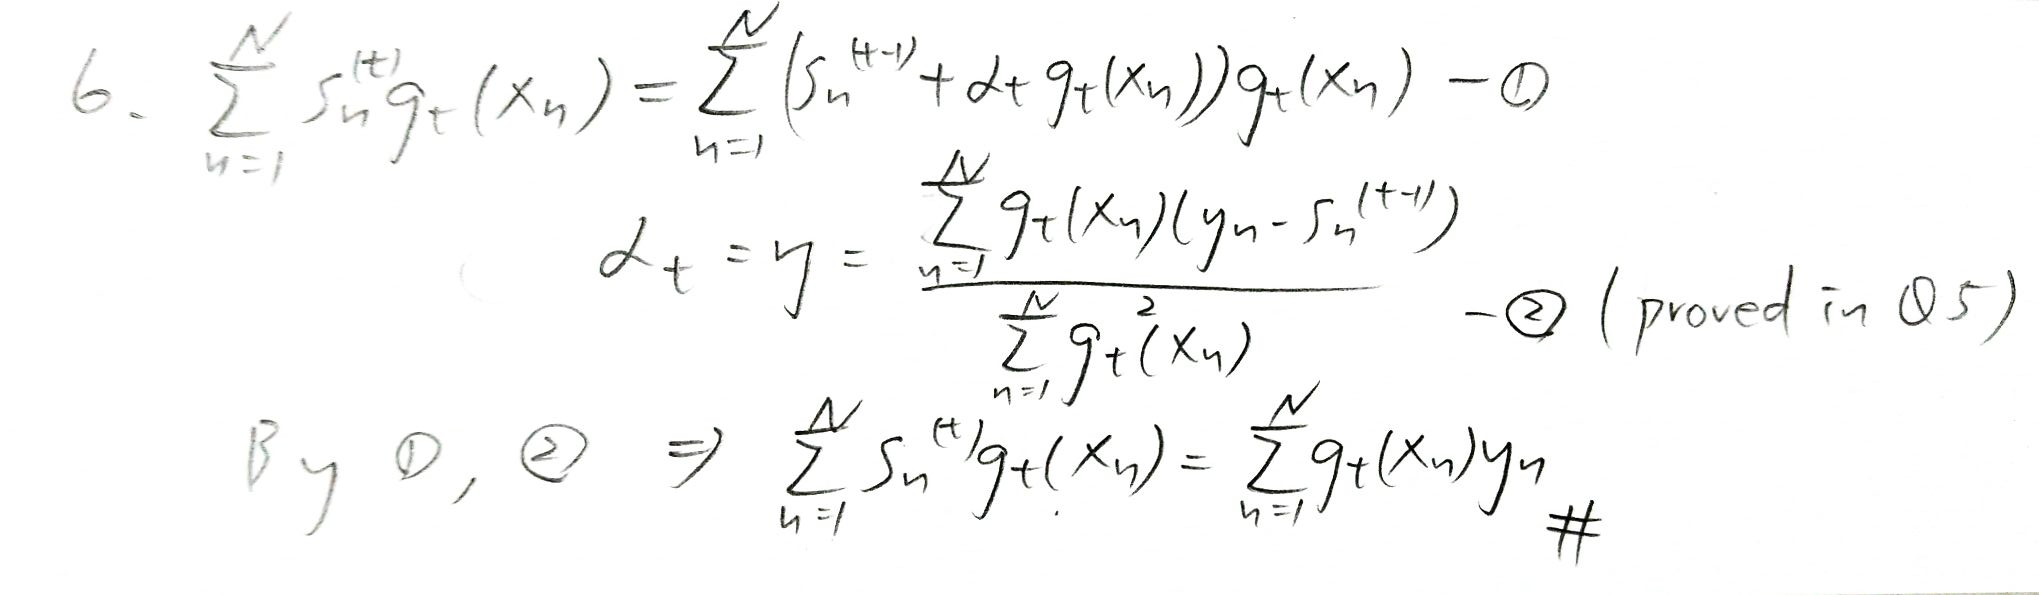 6. \sum_{n=1}^{N} s_n^{(t)} g_t(x_n) = \sum_{n=1}^{N} (s_n^{(t-1)} + \alpha_t g_t(x_n)) g_t(x_n) - ①
\alpha_t = \eta = \frac{\sum_{n=1}^{N} g_t(x_n)(y_n - s_n^{(t-1)})}{\sum_{n=1}^{N} g_t^2(x_n)} - ② (proved in Q5)
By ①, ② ⇒ \sum_{n=1}^{N} s_n^{(t)} g_t(x_n) = \sum_{n=1}^{N} g_t(x_n) y_n #